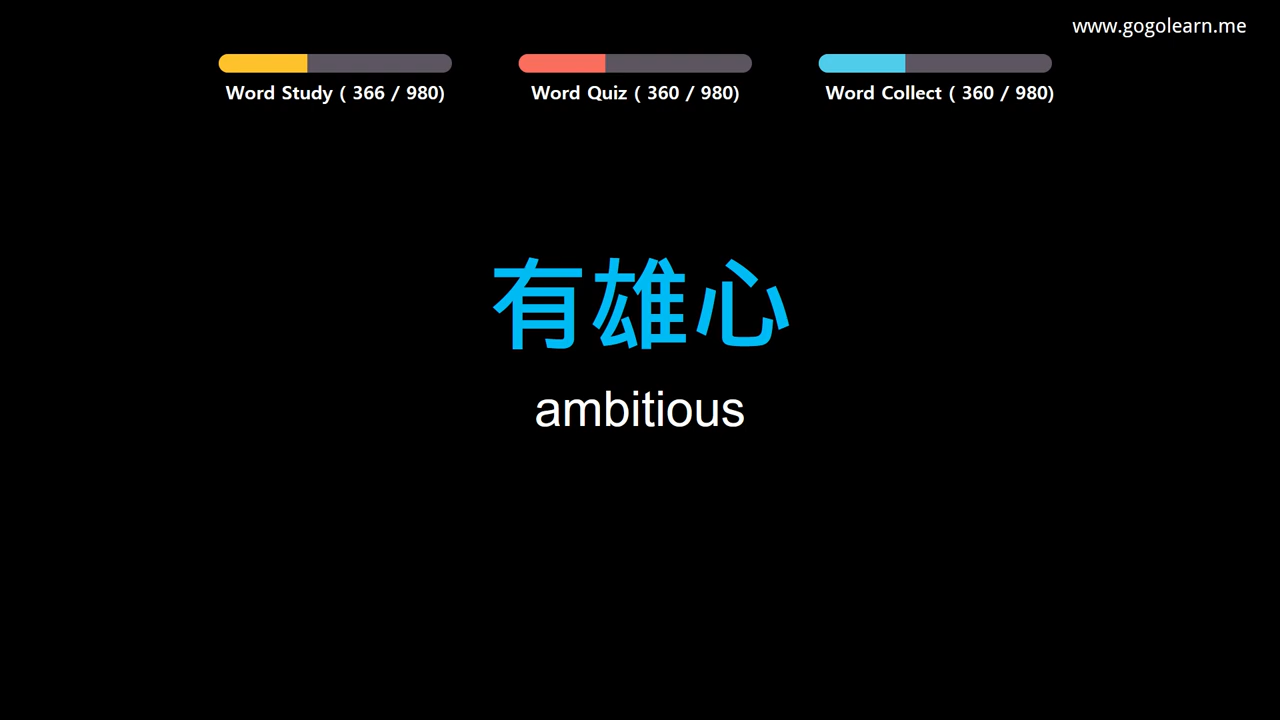 www.gogolearn.me
Word Study ( 366 / 980)
Word Quiz ( 360 / 980)
Word Collect ( 360 / 980)
有雄心
ambitious